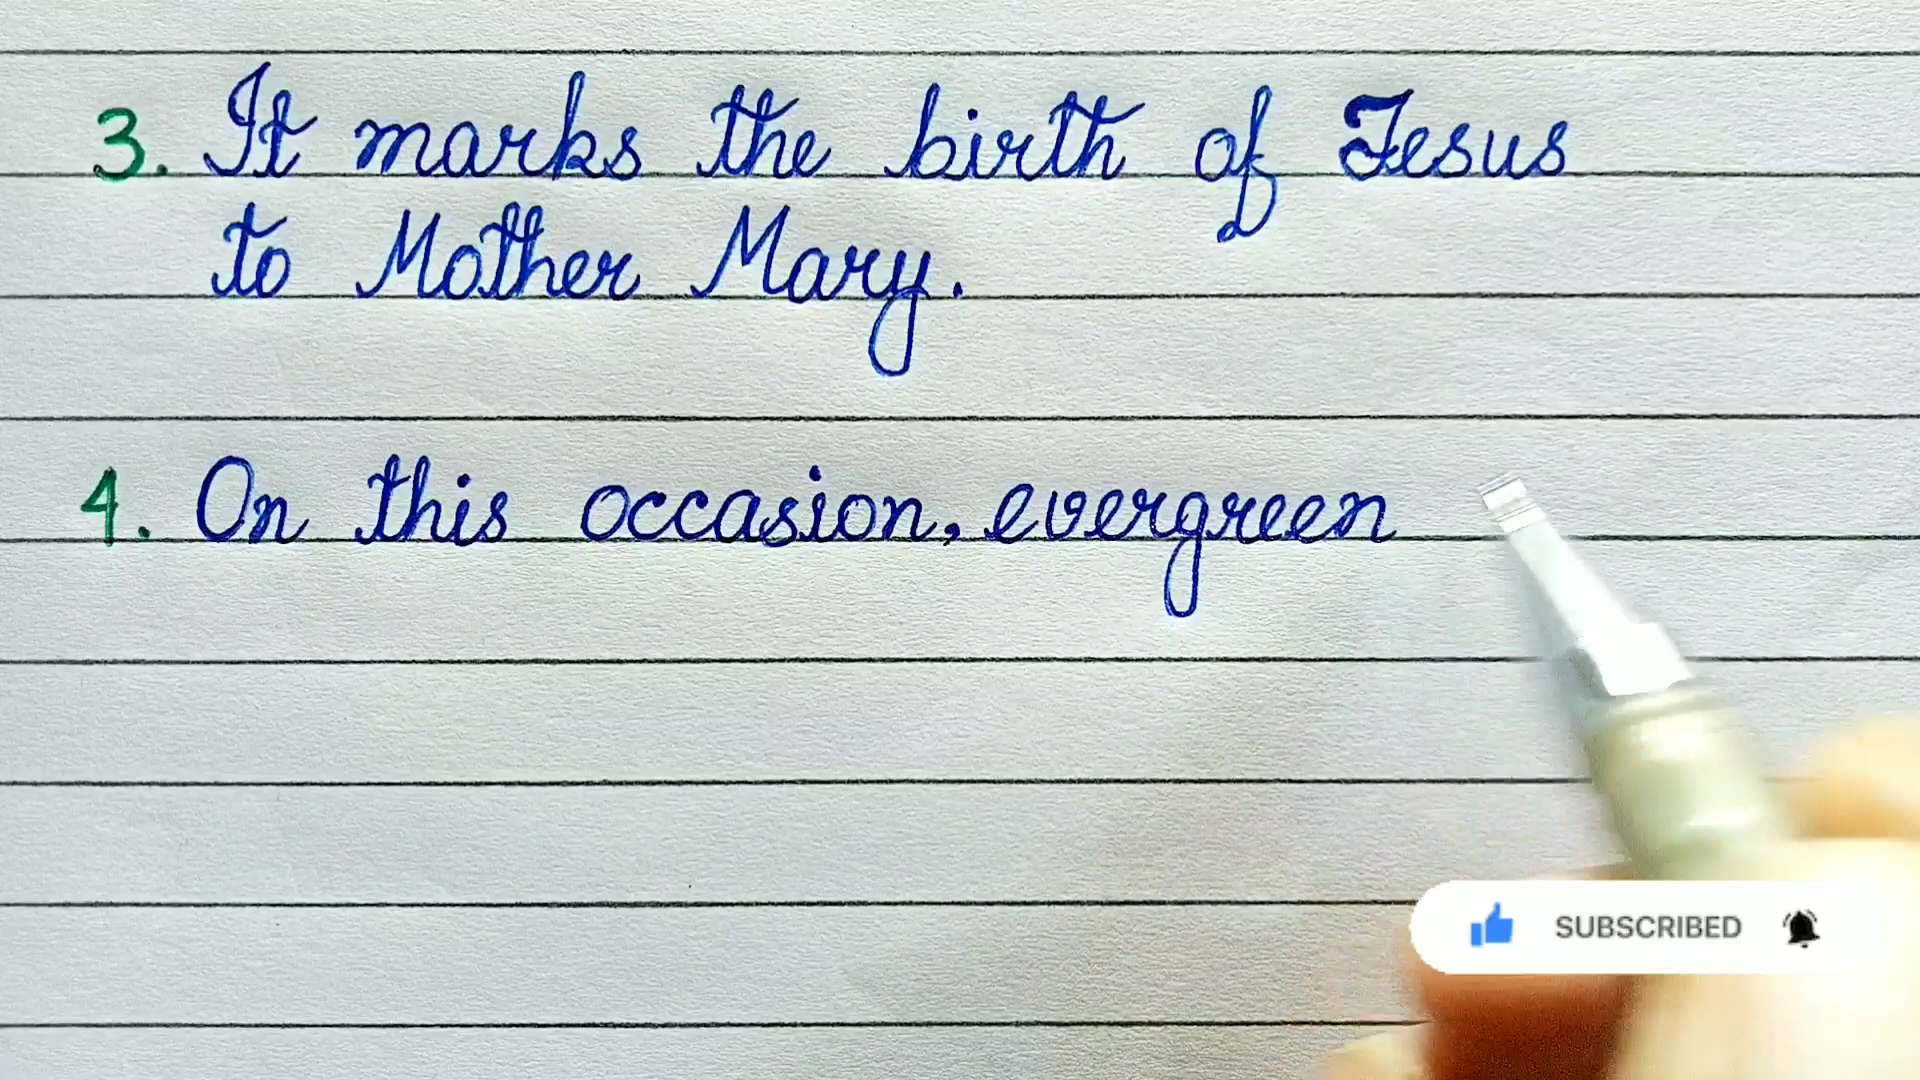 3. It marks the birth of Jesus
to Mother Mary.
4. On this occasion, evergreen
SUBSCRIBED